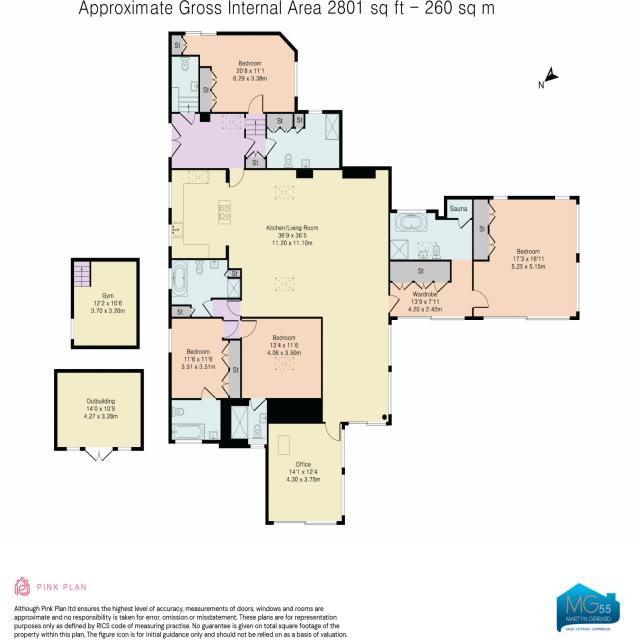 Approximate Gross Internal Area 2801 sq ft – 260 sq m
N
St
Bedroom
20'8 x 11'1
6.29 x 3.38m
St
St
St
St
Kitchen/Living Room
36'9 x 36'5
11.20 x 11.10m
Sauna
St
Bedroom
17'3 x 16'11
5.25 x 5.15m
St
Wardrobe
13'9 x 7'11
4.20 x 2.42m
Gym
12'2 x 10'6
3.70 x 3.20m
St
St
Bedroom
11'6 x 11'6
3.51 x 3.51m
St
Bedroom
13'4 x 11'6
4.06 x 3.50m
Outbuilding
14'0 x 10'9
4.27 x 3.28m
Office
14'1 x 12'4
4.30 x 3.75m
PINK PLAN
Although Pink Plan ltd ensures the highest level of accuracy, measurements of doors, windows and rooms are
approximate and no responsibility is taken for error, omission or misstatement. These plans are for representation
purposes only as defined by RICS code of measuring practise. No guarantee is given on total square footage of the
property within this plan. The figure icon is for initial guidance only and should not be relied on as a basis of valuation.
MG55
MARTYN GERRARD
SALES · LETTINGS · COMMERCIAL